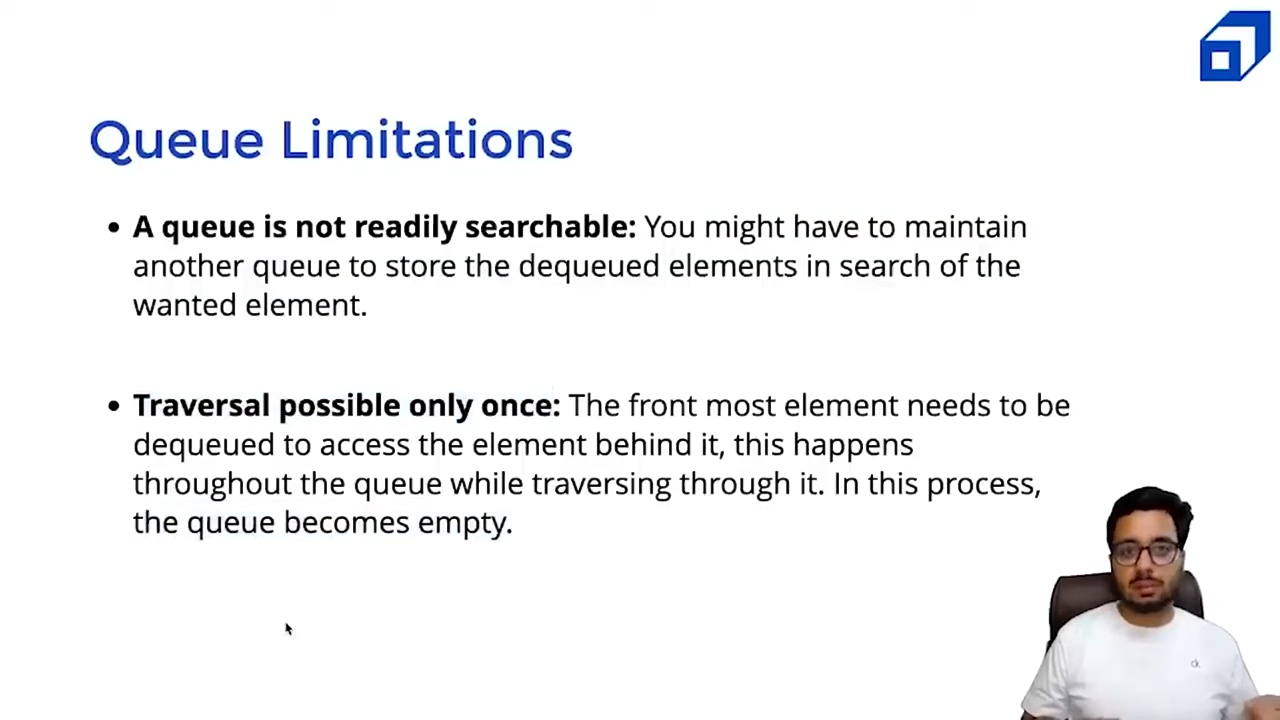 Queue Limitations
• A queue is not readily searchable: You might have to maintain
another queue to store the dequeued elements in search of the
wanted element.
• Traversal possible only once: The front most element needs to be
dequeued to access the element behind it, this happens
throughout the queue while traversing through it. In this process,
the queue becomes empty.
ck